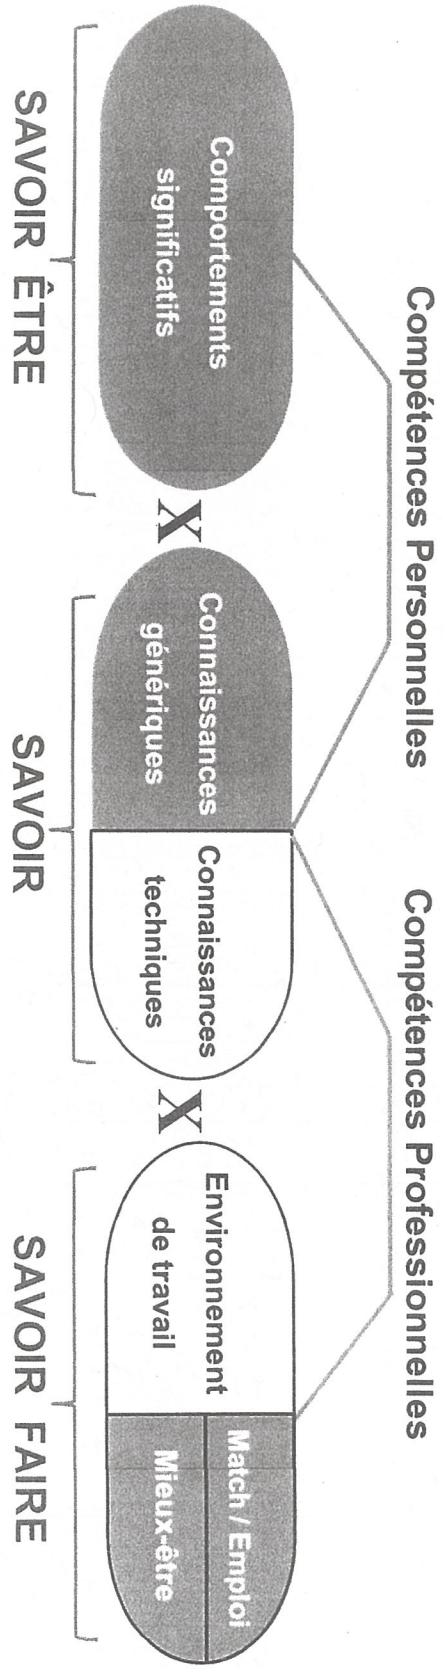 Compétences Personnelles
Compétences Professionnelles
Comportements
significatifs
X
Connaissances
génériques
Connaissances
techniques
X
Environnement
de travail
Match / Emploi
Mieux-être
SAVOIR ÊTRE
SAVOIR
SAVOIR FAIRE